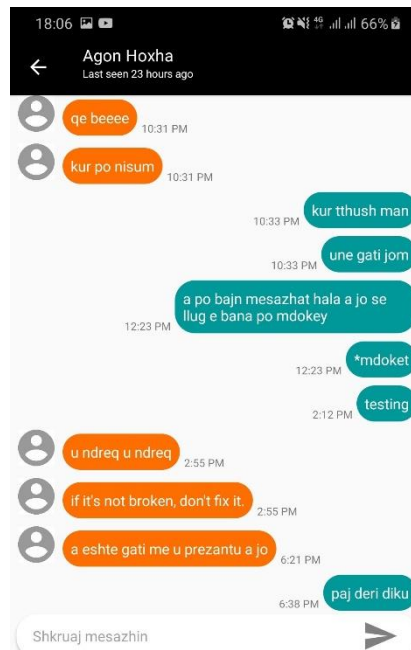 18:06
4G
66%
Agon Hoxha
Last seen 23 hours ago
qe beeee
10:31 PM
kur po nisum
10:31 PM
kur tthush man
10:33 PM
une gati jom
10:33 PM
a po bajn mesazhat hala a jo se
llug e bana po mdokey
12:23 PM
*mdoket
12:23 PM
testing
2:12 PM
u ndreq u ndreq
2:55 PM
if it's not broken, don't fix it.
2:55 PM
a eshte gati me u prezantu a jo
6:21 PM
paj deri diku
6:38 PM
Shkruaj mesazhin